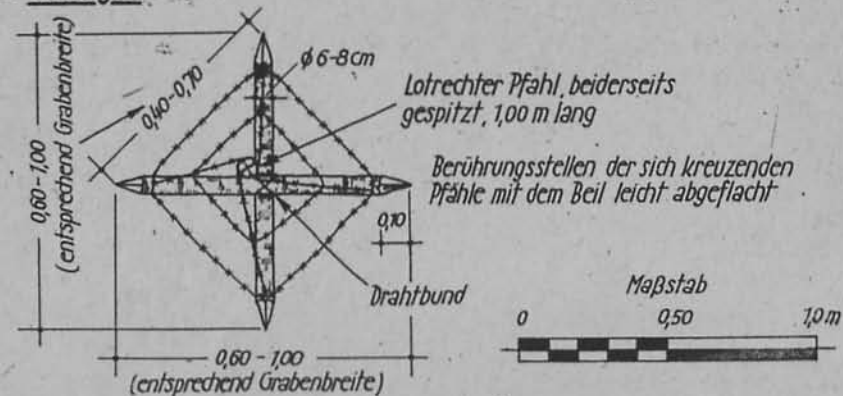 0,40-0,70
ϕ 6-8cm
Lotrechter Pfahl, beiderseits
gespitzt, 1,00 m lang
0,60 - 1,00
(entsprechend Grabenbreite)
Berührungsstellen der sich kreuzenden
Pfähle mit dem Beil leicht abgeflacht
0,10
Drahtbund
Maßstab
0 0,50 1,0 m
0,60 - 1,00
(entsprechend Grabenbreite)